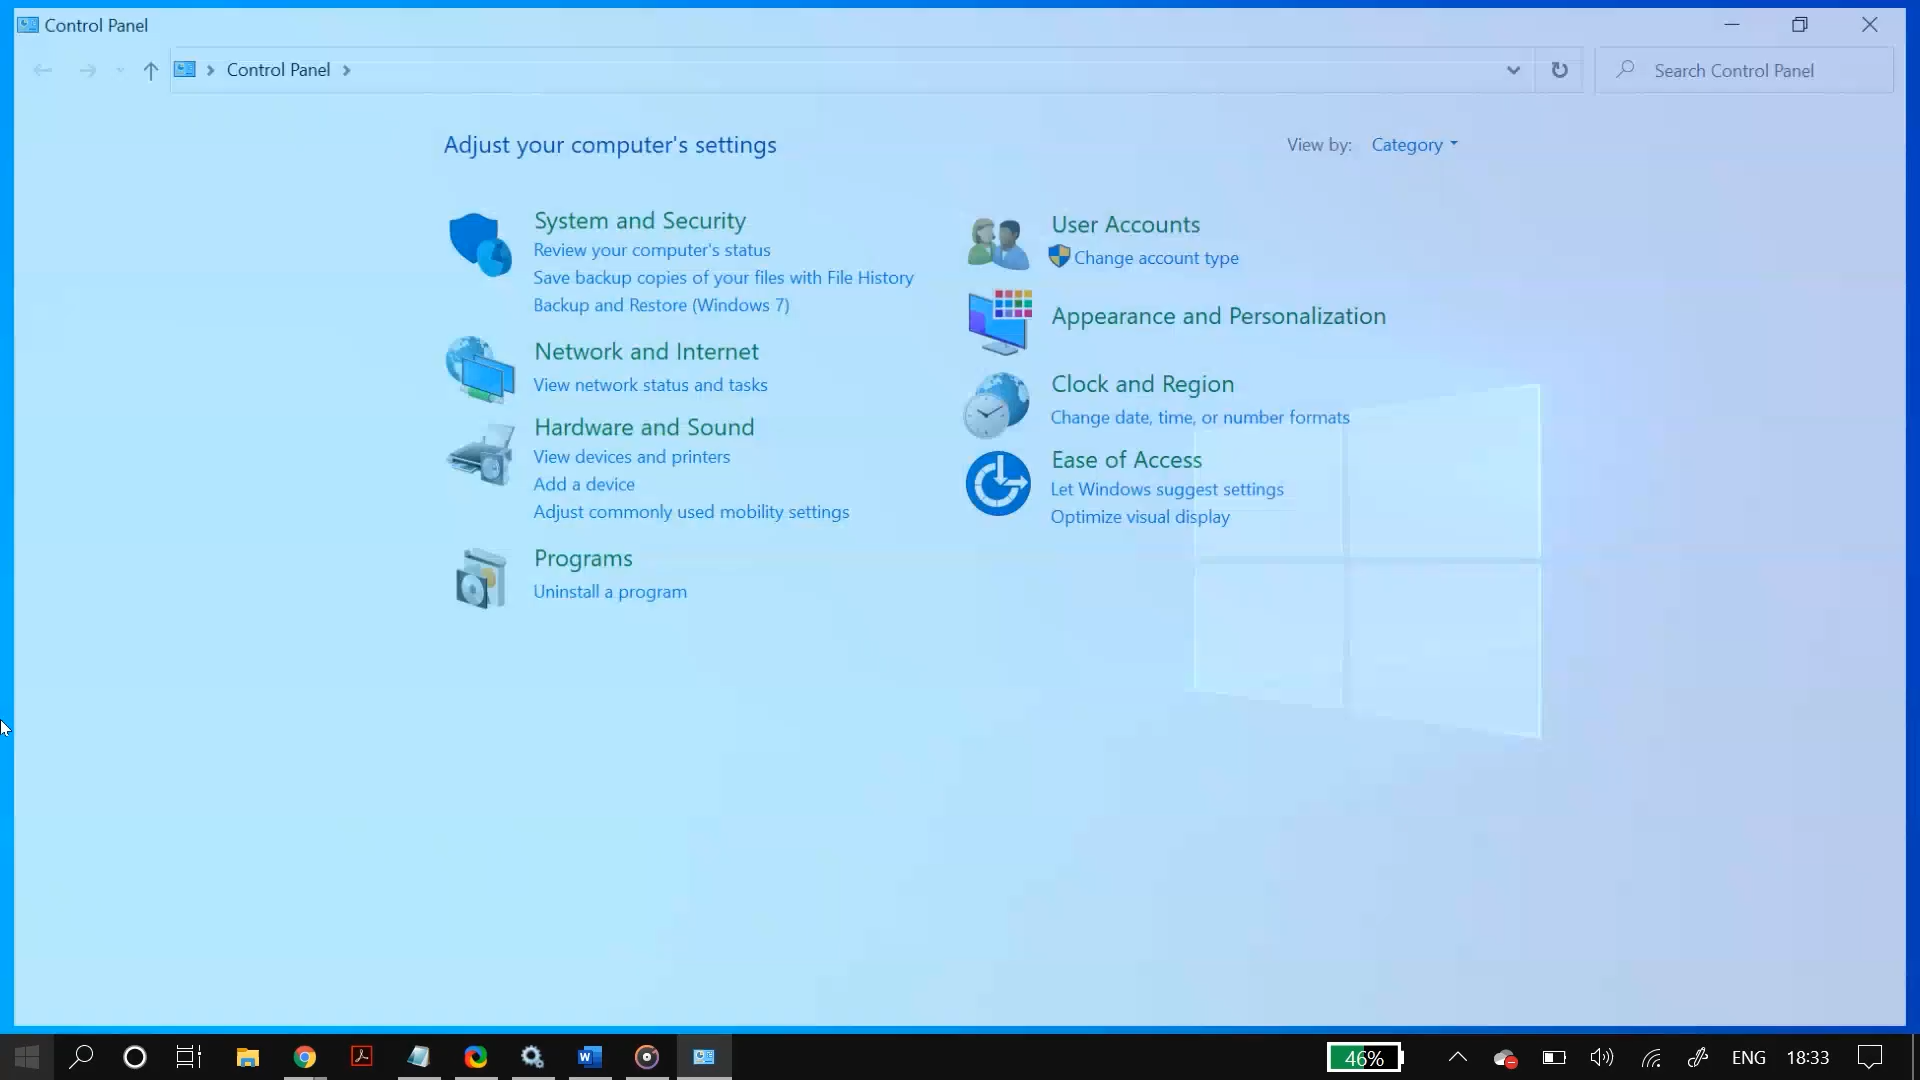 Control Panel
Control Panel
Search Control Panel
Adjust your computer's settings
View by: Category
System and Security
Review your computer's status
Save backup copies of your files with File History
Backup and Restore (Windows 7)
Network and Internet
View network status and tasks
Hardware and Sound
View devices and printers
Add a device
Adjust commonly used mobility settings
Programs
Uninstall a program
User Accounts
Change account type
Appearance and Personalization
Clock and Region
Change date, time, or number formats
Ease of Access
Let Windows suggest settings
Optimize visual display
46%
ENG
18:33